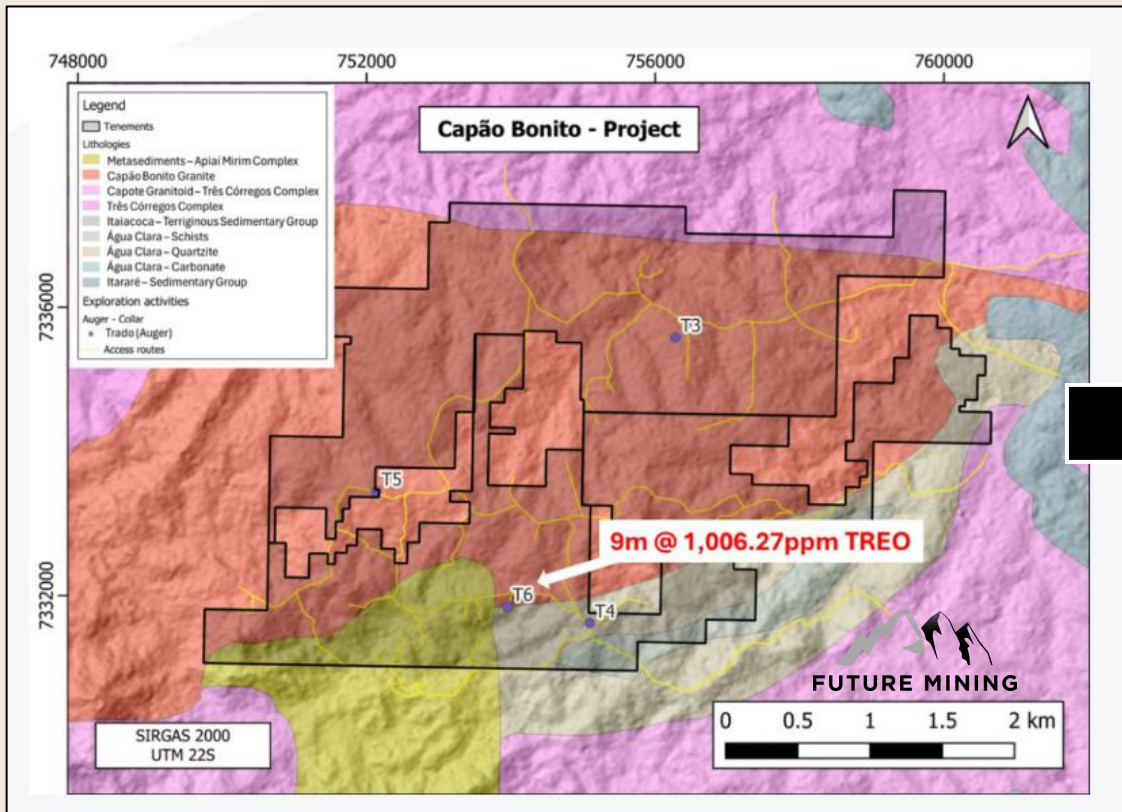 748000 752000 756000 760000
Legend
Tenements
Lithologies
Metasediments – Apiaí Mirim Complex
Capão Bonito Granite
Capote Granitoid – Três Córregos Complex
Três Córregos Complex
Itaiacoca – Terriginous Sedimentary Group
Água Clara – Schists
Água Clara – Quartzite
Água Clara – Carbonate
Itararé – Sedimentary Group
Exploration activities
Auger - Collar
Trado (Auger)
Access routes
Capão Bonito - Project
7336000
T3
T5
9m @ 1,006.27ppm TREO
7332000
T6
T4
FUTURE MINING
SIRGAS 2000
UTM 22S
0 0.5 1 1.5 2 km